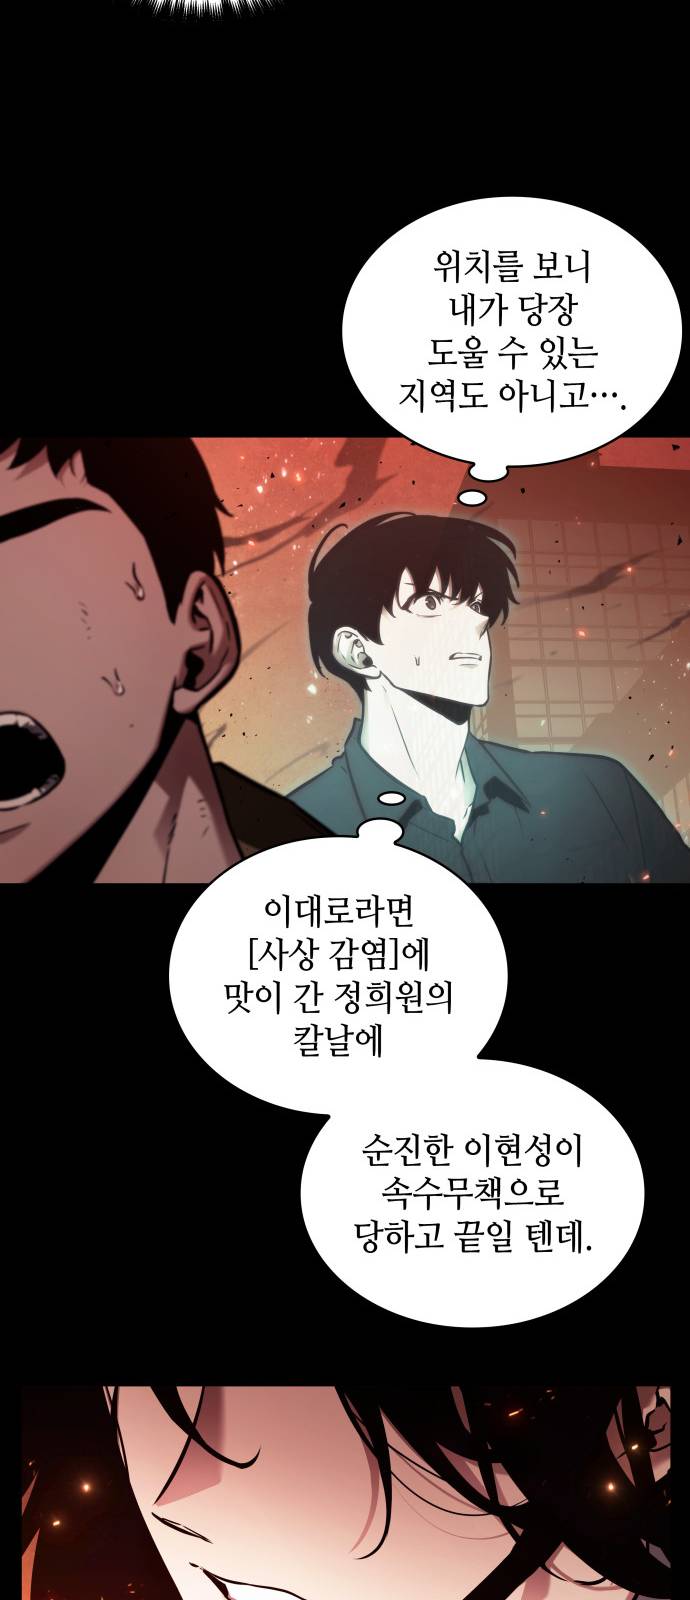 위치를 보니
내가 당장
도울 수 있는
지역도 아니고….
이대로라면
[사상 감염]에
맛이 간 정희원의
칼날에
순진한 이현성이
속수무책으로
당하고 끝일 텐데.